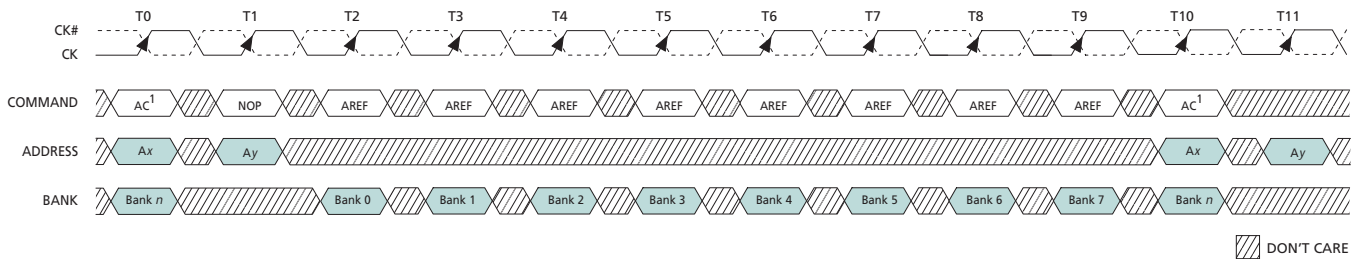 T0 T1 T2 T3 T4 T5 T6 T7 T8 T9 T10 T11
CK#
CK
COMMAND AC1 NOP AREF AREF AREF AREF AREF AREF AREF AREF AC1
ADDRESS Ax Ay Ax Ay
BANK Bank n Bank 0 Bank 1 Bank 2 Bank 3 Bank 4 Bank 5 Bank 6 Bank 7 Bank n
DON'T CARE